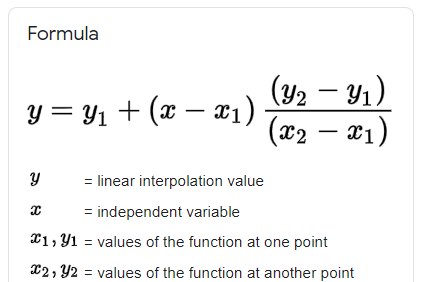 Formula
y = y₁ + (x − x₁) (y₂ − y₁) / (x₂ − x₁)
y = linear interpolation value
x = independent variable
x₁, y₁ = values of the function at one point
x₂, y₂ = values of the function at another point